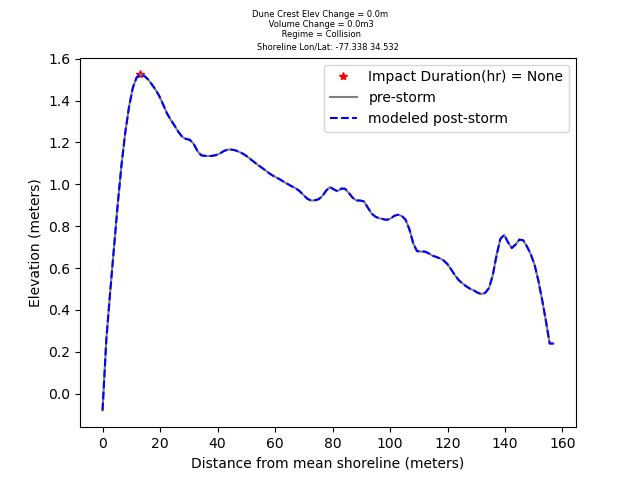 Dune Crest Elev Change = 0.0m
Volume Change = 0.0m3
Regime = Collision
Shoreline Lon/Lat: -77.338 34.532
Impact Duration(hr) = None
pre-storm
modeled post-storm
Elevation (meters)
1.6
1.4
1.2
1.0
0.8
0.6
0.4
0.2
0.0
0 20 40 60 80 100 120 140 160
Distance from mean shoreline (meters)